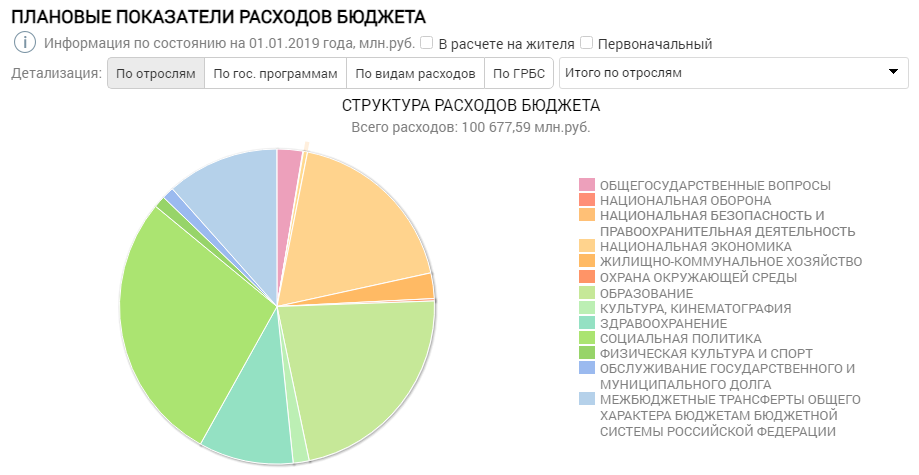 ПЛАНОВЫЕ ПОКАЗАТЕЛИ РАСХОДОВ БЮДЖЕТА
i Информация по состоянию на 01.01.2019 года, млн.руб. В расчете на жителя Первоначальный
Детализация: По отраслям По гос. программам По видам расходов По ГРБС Итого по отраслям
СТРУКТУРА РАСХОДОВ БЮДЖЕТА
Всего расходов: 100 677,59 млн.руб.
ОБЩЕГОСУДАРСТВЕННЫЕ ВОПРОСЫ
НАЦИОНАЛЬНАЯ ОБОРОНА
НАЦИОНАЛЬНАЯ БЕЗОПАСНОСТЬ И
ПРАВООХРАНИТЕЛЬНАЯ ДЕЯТЕЛЬНОСТЬ
НАЦИОНАЛЬНАЯ ЭКОНОМИКА
ЖИЛИЩНО-КОММУНАЛЬНОЕ ХОЗЯЙСТВО
ОХРАНА ОКРУЖАЮЩЕЙ СРЕДЫ
ОБРАЗОВАНИЕ
КУЛЬТУРА, КИНЕМАТОГРАФИЯ
ЗДРАВООХРАНЕНИЕ
СОЦИАЛЬНАЯ ПОЛИТИКА
ФИЗИЧЕСКАЯ КУЛЬТУРА И СПОРТ
ОБСЛУЖИВАНИЕ ГОСУДАРСТВЕННОГО И
МУНИЦИПАЛЬНОГО ДОЛГА
МЕЖБЮДЖЕТНЫЕ ТРАНСФЕРТЫ ОБЩЕГО
ХАРАКТЕРА БЮДЖЕТАМ БЮДЖЕТНОЙ
СИСТЕМЫ РОССИЙСКОЙ ФЕДЕРАЦИИ